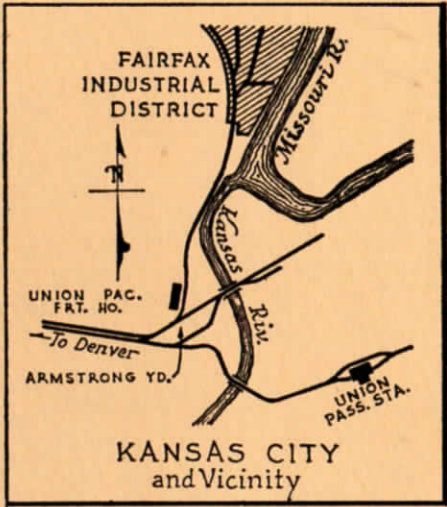 FAIRFAX
INDUSTRIAL
DISTRICT
Missouri R.
N
Kansas
Riv.
UNION PAC.
FRT. HO.
To Denver
ARMSTRONG YD.
UNION
PASS. STA.
KANSAS CITY
and Vicinity